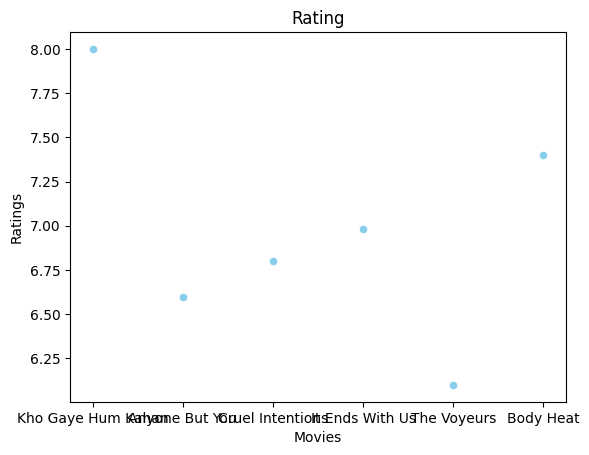 Rating
Ratings
8.00
7.75
7.50
7.25
7.00
6.75
6.50
6.25
Kho Gaye Hum Kahan
Anyone But You
Cruel Intentions
It Ends With Us
The Voyeurs
Body Heat
Movies